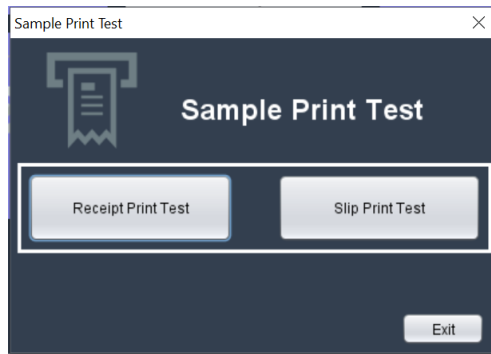 Sample Print Test
Sample Print Test
Receipt Print Test
Slip Print Test
Exit